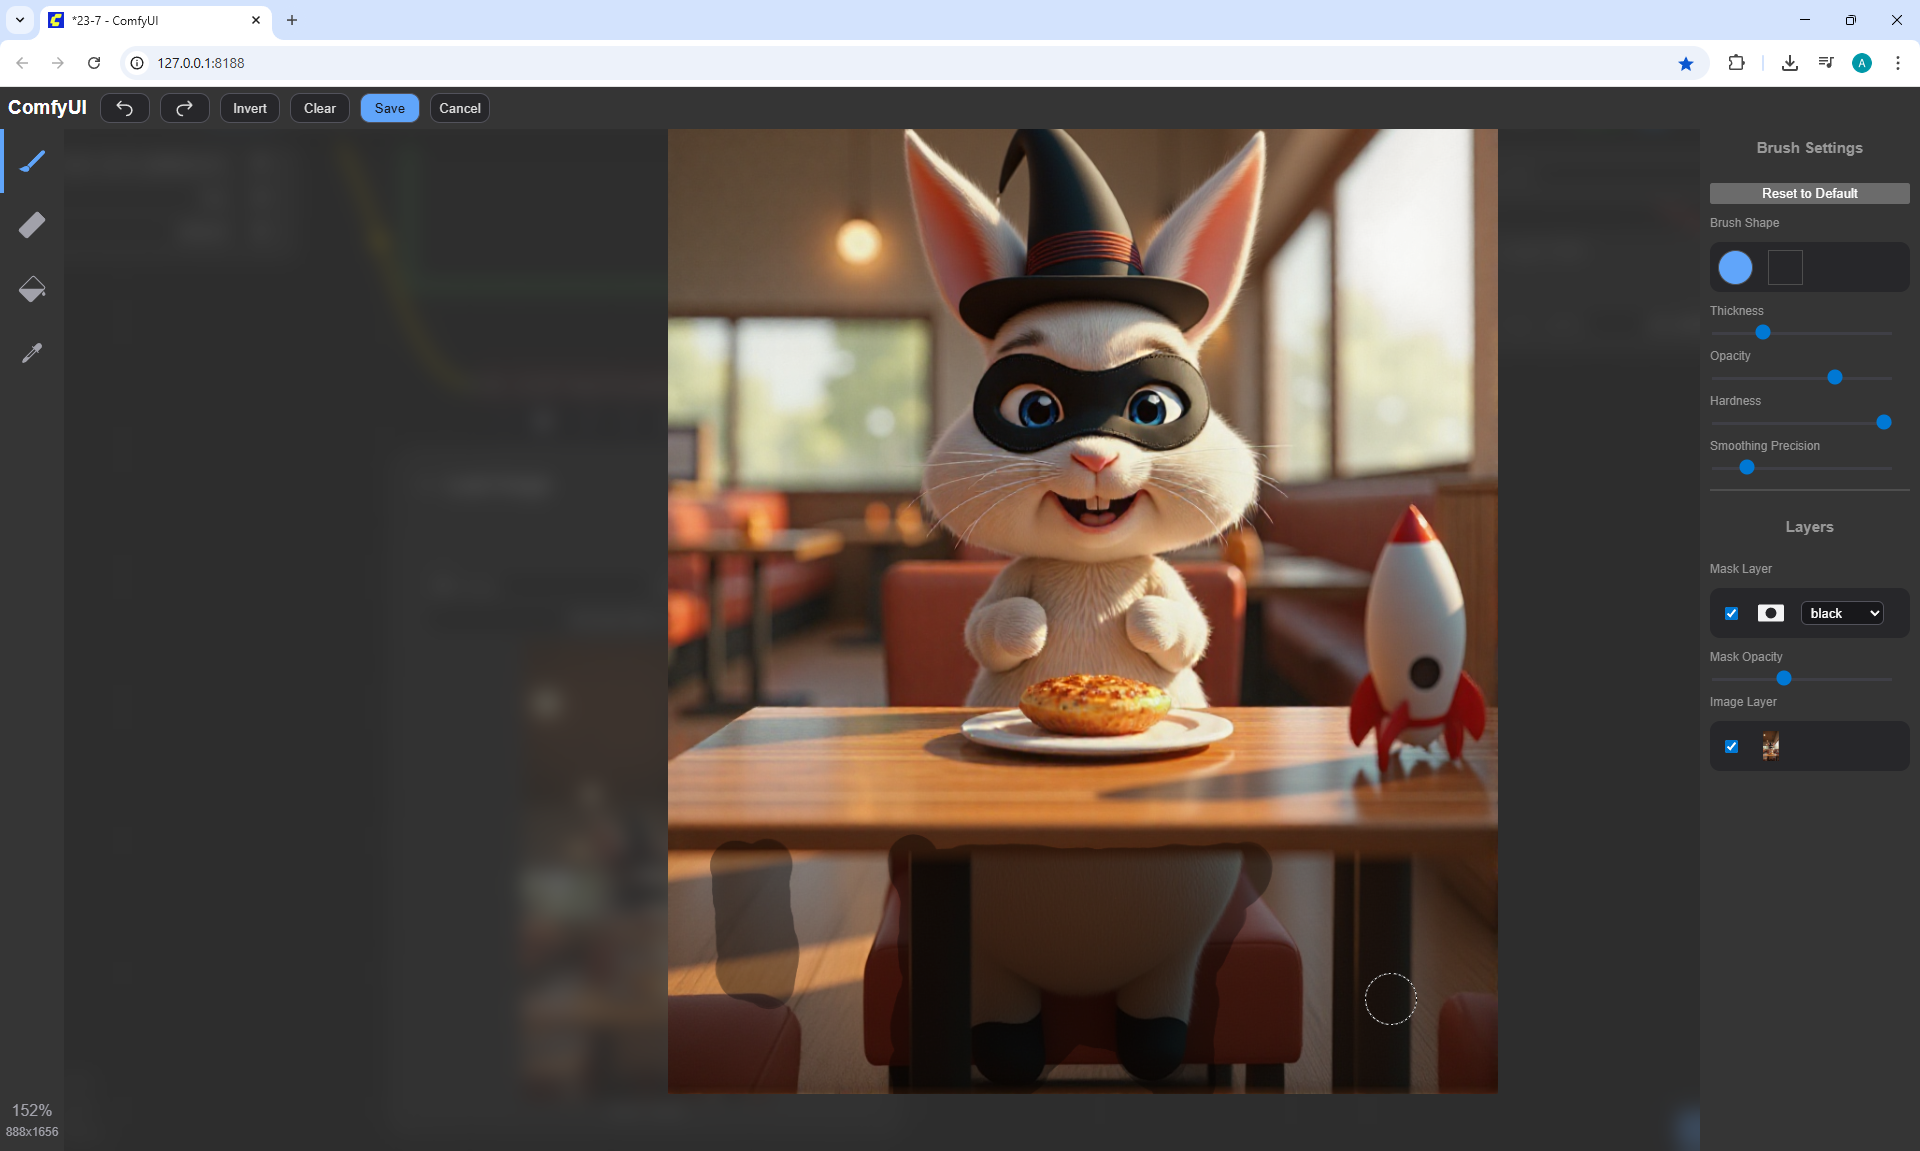 *23-7 - ComfyUI
127.0.0.1:8188
ComfyUI
Invert
Clear
Save
Cancel
Brush Settings
Reset to Default
Brush Shape
Thickness
Opacity
Hardness
Smoothing Precision
Layers
Mask Layer
black
Mask Opacity
Image Layer
A
152%
888x1656